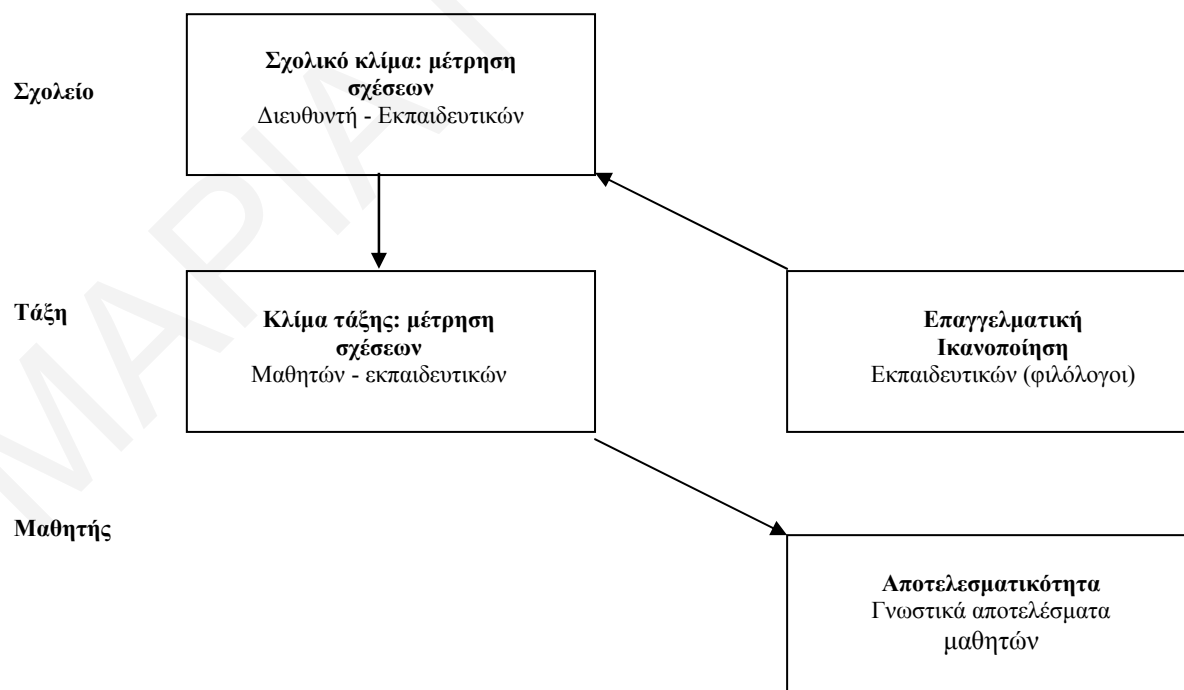 Σχολείο
Σχολικό κλίμα: μέτρηση
σχέσεων
Διευθυντή - Εκπαιδευτικών
Τάξη
Κλίμα τάξης: μέτρηση
σχέσεων
Μαθητών - εκπαιδευτικών
Επαγγελματική
Ικανοποίηση
Εκπαιδευτικών (φιλόλογοι)
Μαθητής
Αποτελεσματικότητα
Γνωστικά αποτελέσματα
μαθητών
ΜΑΡΙΑ